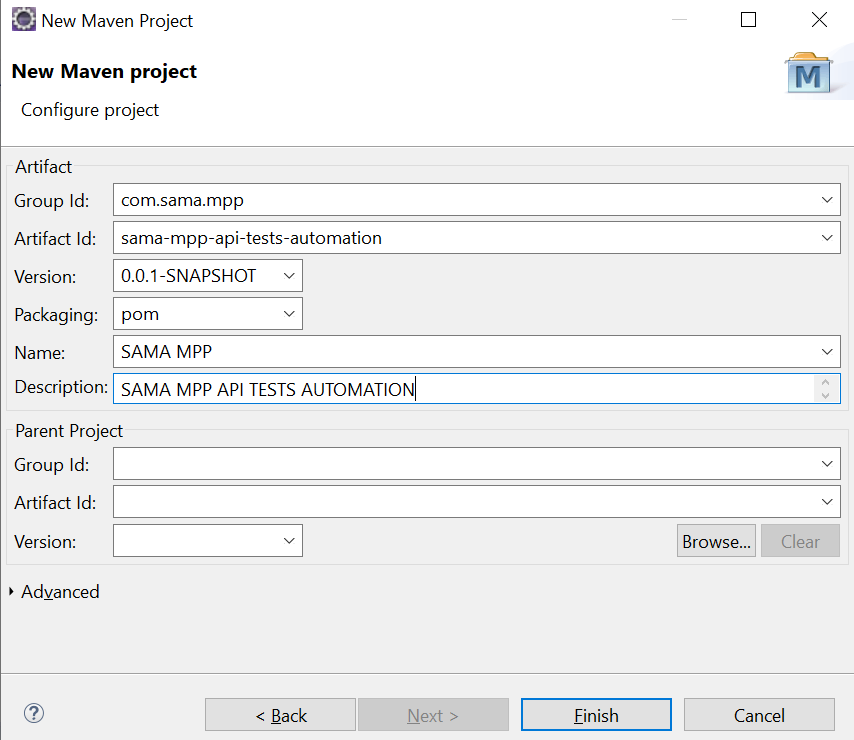 New Maven Project
New Maven project
Configure project
M
Artifact
Group Id: com.sama.mpp
Artifact Id: sama-mpp-api-tests-automation
Version: 0.0.1-SNAPSHOT
Packaging: pom
Name: SAMA MPP
Description: SAMA MPP API TESTS AUTOMATION
Parent Project
Group Id:
Artifact Id:
Version: Browse... Clear
Advanced
? < Back Next > Finish Cancel